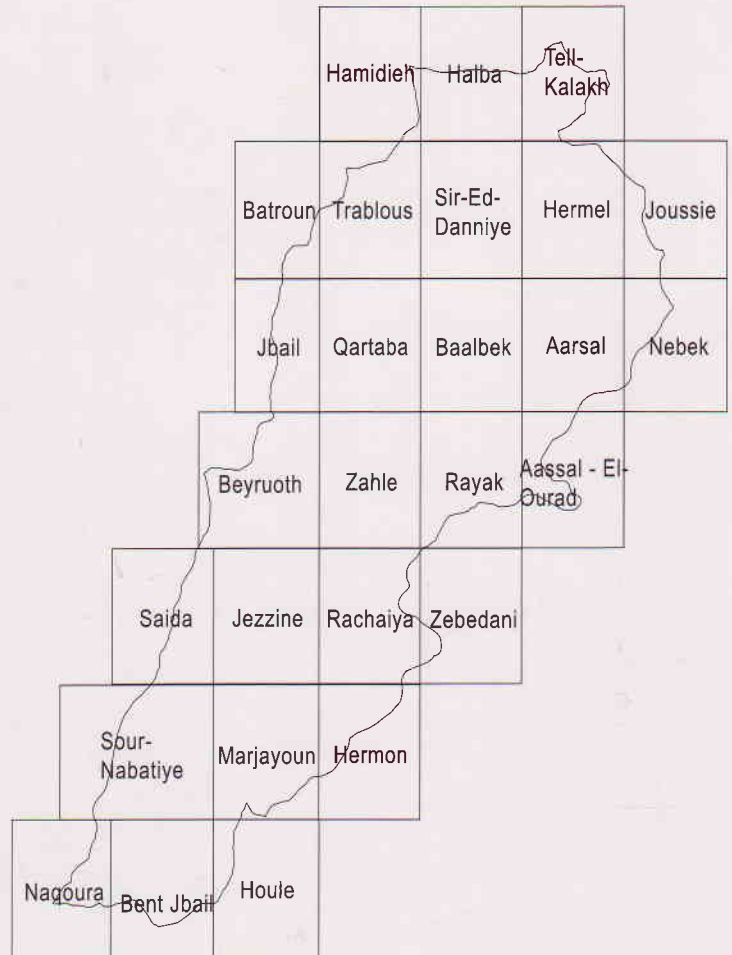 Hamidieh
Halba
Tell-
Kalakh
Batroun
Trablous
Sir-Ed-
Danniye
Hermel
Joussie
Jbail
Qartaba
Baalbek
Aarsal
Nebek
Beyruoth
Zahle
Rayak
Aassal - El-
Ourad
Saida
Jezzine
Rachaiya
Zebedani
Sour-
Nabatiye
Marjayoun
Hermon
Naqoura
Bent Jbail
Houle